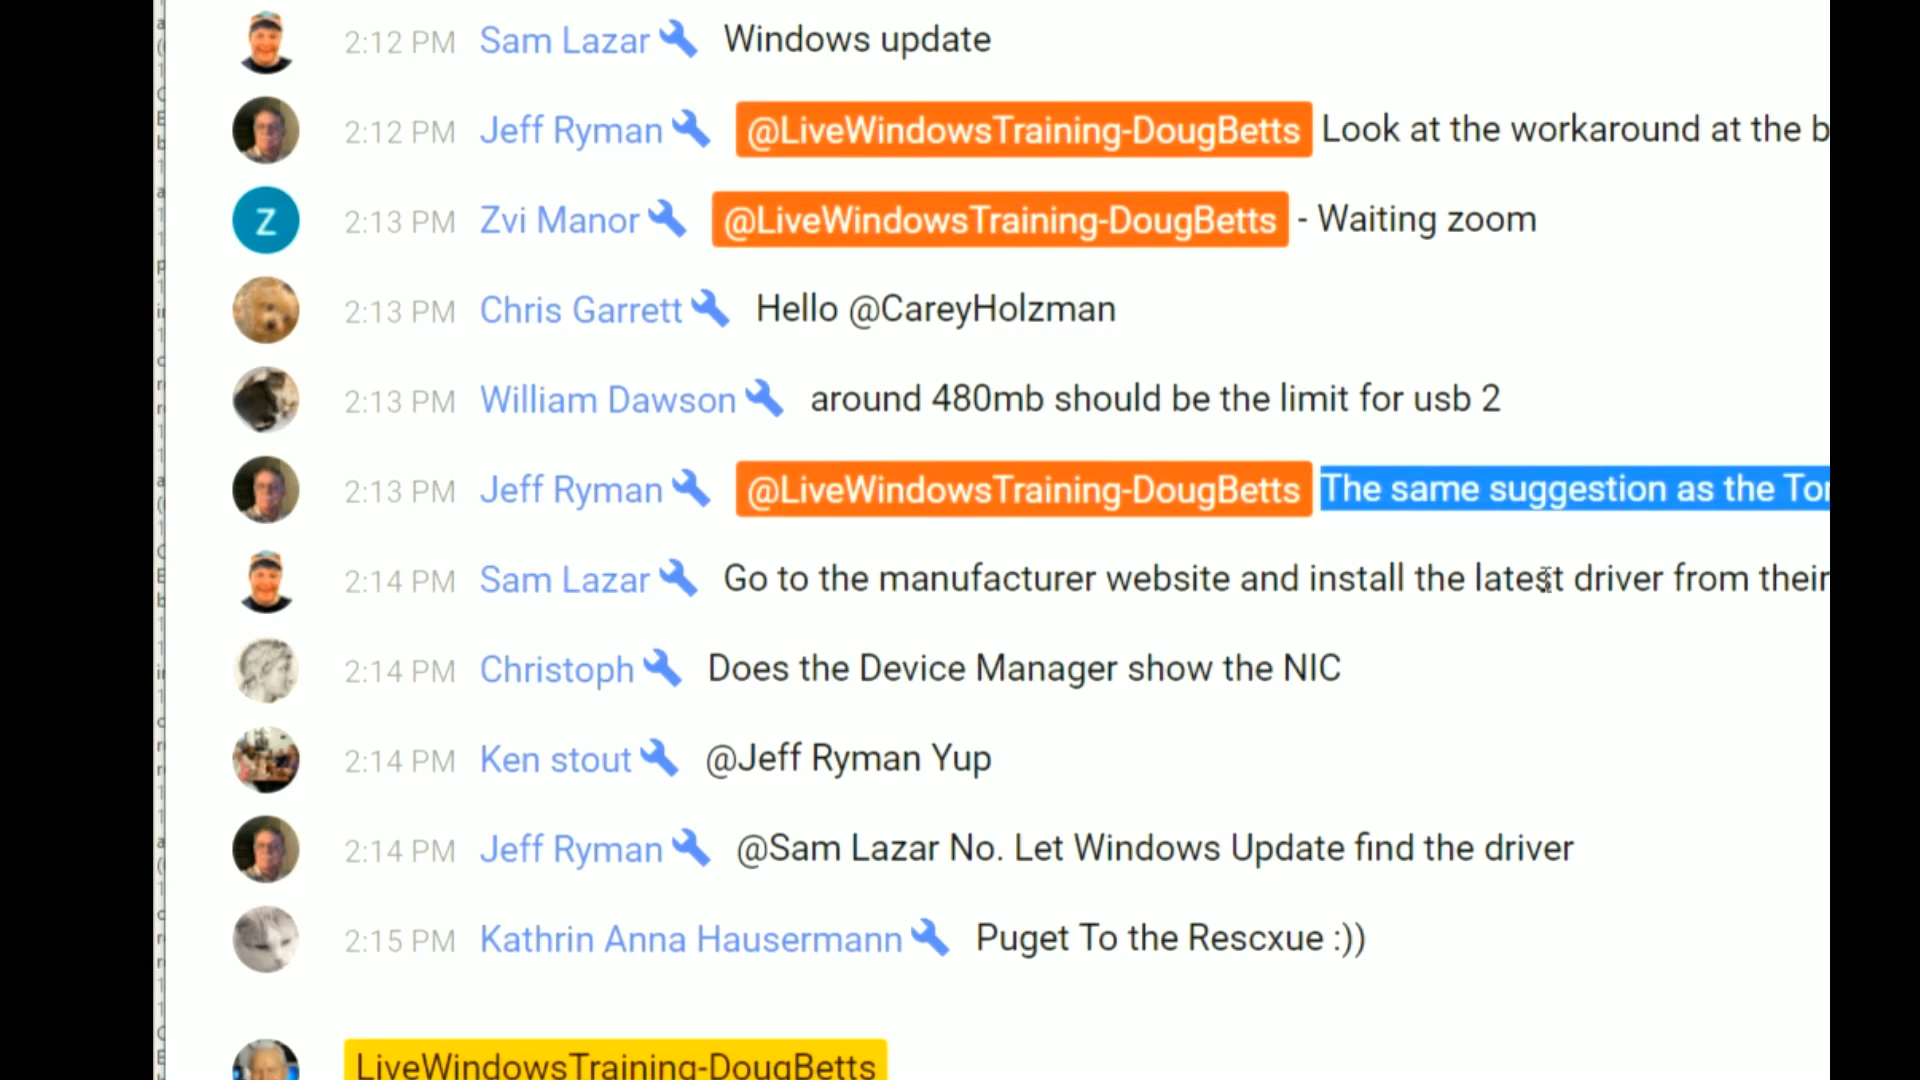 2:12 PM Sam Lazar Windows update
2:12 PM Jeff Ryman @LiveWindowsTraining-DougBetts Look at the workaround at the b
Z 2:13 PM Zvi Manor @LiveWindowsTraining-DougBetts - Waiting zoom
2:13 PM Chris Garrett Hello @CareyHolzman
2:13 PM William Dawson around 480mb should be the limit for usb 2
2:13 PM Jeff Ryman @LiveWindowsTraining-DougBetts The same suggestion as the
2:14 PM Sam Lazar Go to the manufacturer website and install the latest driver from their
2:14 PM Christoph Does the Device Manager show the NIC
2:14 PM Ken stout @Jeff Ryman Yup
2:14 PM Jeff Ryman @Sam Lazar No. Let Windows Update find the driver
2:15 PM Kathrin Anna Hausermann Puget To the Rescxue :))
LiveWindowsTraining-DougBetts